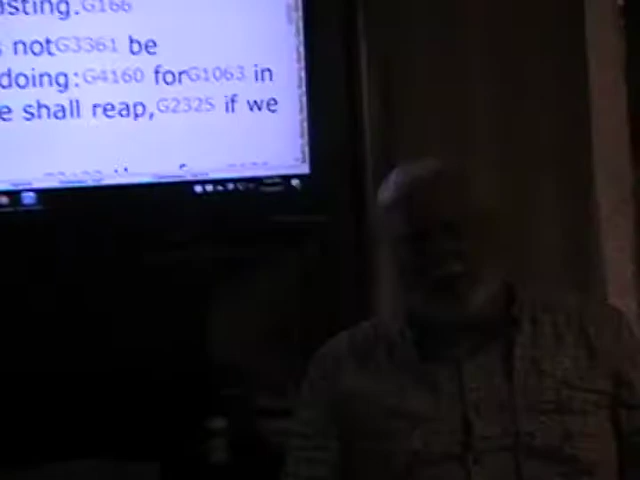 sting.G166
s notG3361 be
doing:G4160 forG1063 in
e shall reap,G2325 if we